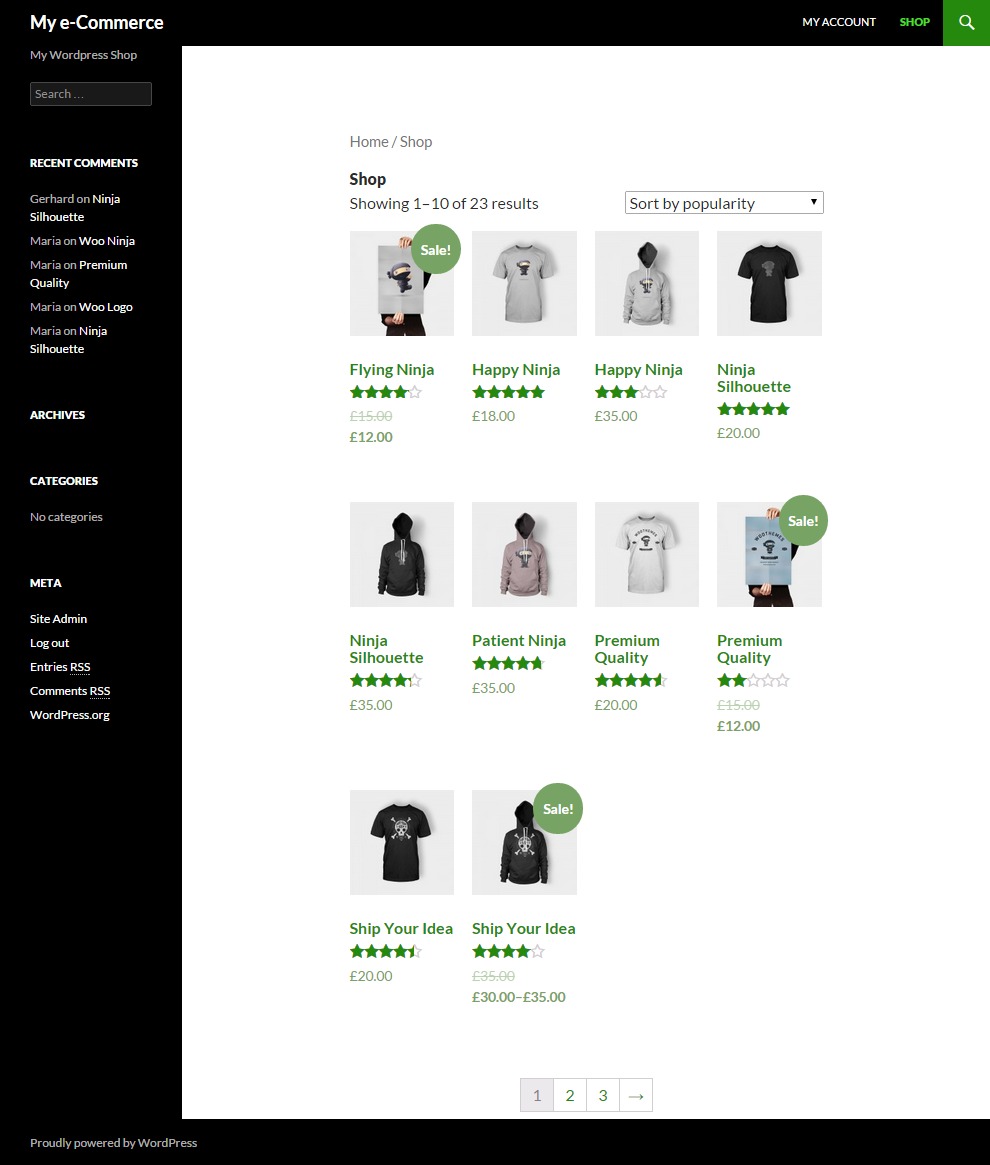 My e-Commerce
MY ACCOUNT
SHOP
My Wordpress Shop
Search …
RECENT COMMENTS
Gerhard on Ninja
Silhouette
Maria on Woo Ninja
Maria on Premium
Quality
Maria on Woo Logo
Maria on Ninja
Silhouette
ARCHIVES
CATEGORIES
No categories
META
Site Admin
Log out
Entries RSS
Comments RSS
WordPress.org
Home / Shop
Shop
Showing 1–10 of 23 results
Sort by popularity
Sale!
Flying Ninja
£15.00
£12.00
Happy Ninja
£18.00
Happy Ninja
£35.00
Ninja
Silhouette
£20.00
Ninja
Silhouette
£35.00
Patient Ninja
£35.00
Premium
Quality
£20.00
WOOTHEMES
Sale!
Premium
Quality
£15.00
£12.00
Ship Your Idea
£20.00
Sale!
Ship Your Idea
£35.00
£30.00–£35.00
1 2 3 →
Proudly powered by WordPress